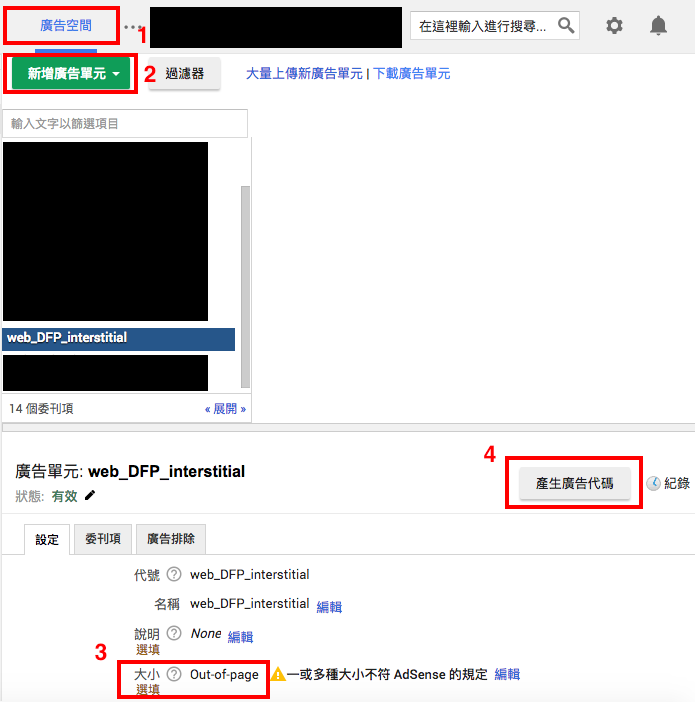 廣告空間 ... 1 在這裡輸入進行搜尋...
新增廣告單元 2 過濾器 大量上傳新廣告單元 | 下載廣告單元
輸入文字以篩選項目
web_DFP_interstitial
14 個委刊項 « 展開 »
廣告單元: web_DFP_interstitial 4 產生廣告代碼 紀錄
狀態: 有效
設定 委刊項 廣告排除
代號 ? web_DFP_interstitial
名稱 web_DFP_interstitial 編輯
說明 ? None 編輯
選填
3 大小 ? Out-of-page 一或多種大小不符 AdSense 的規定 編輯
選填